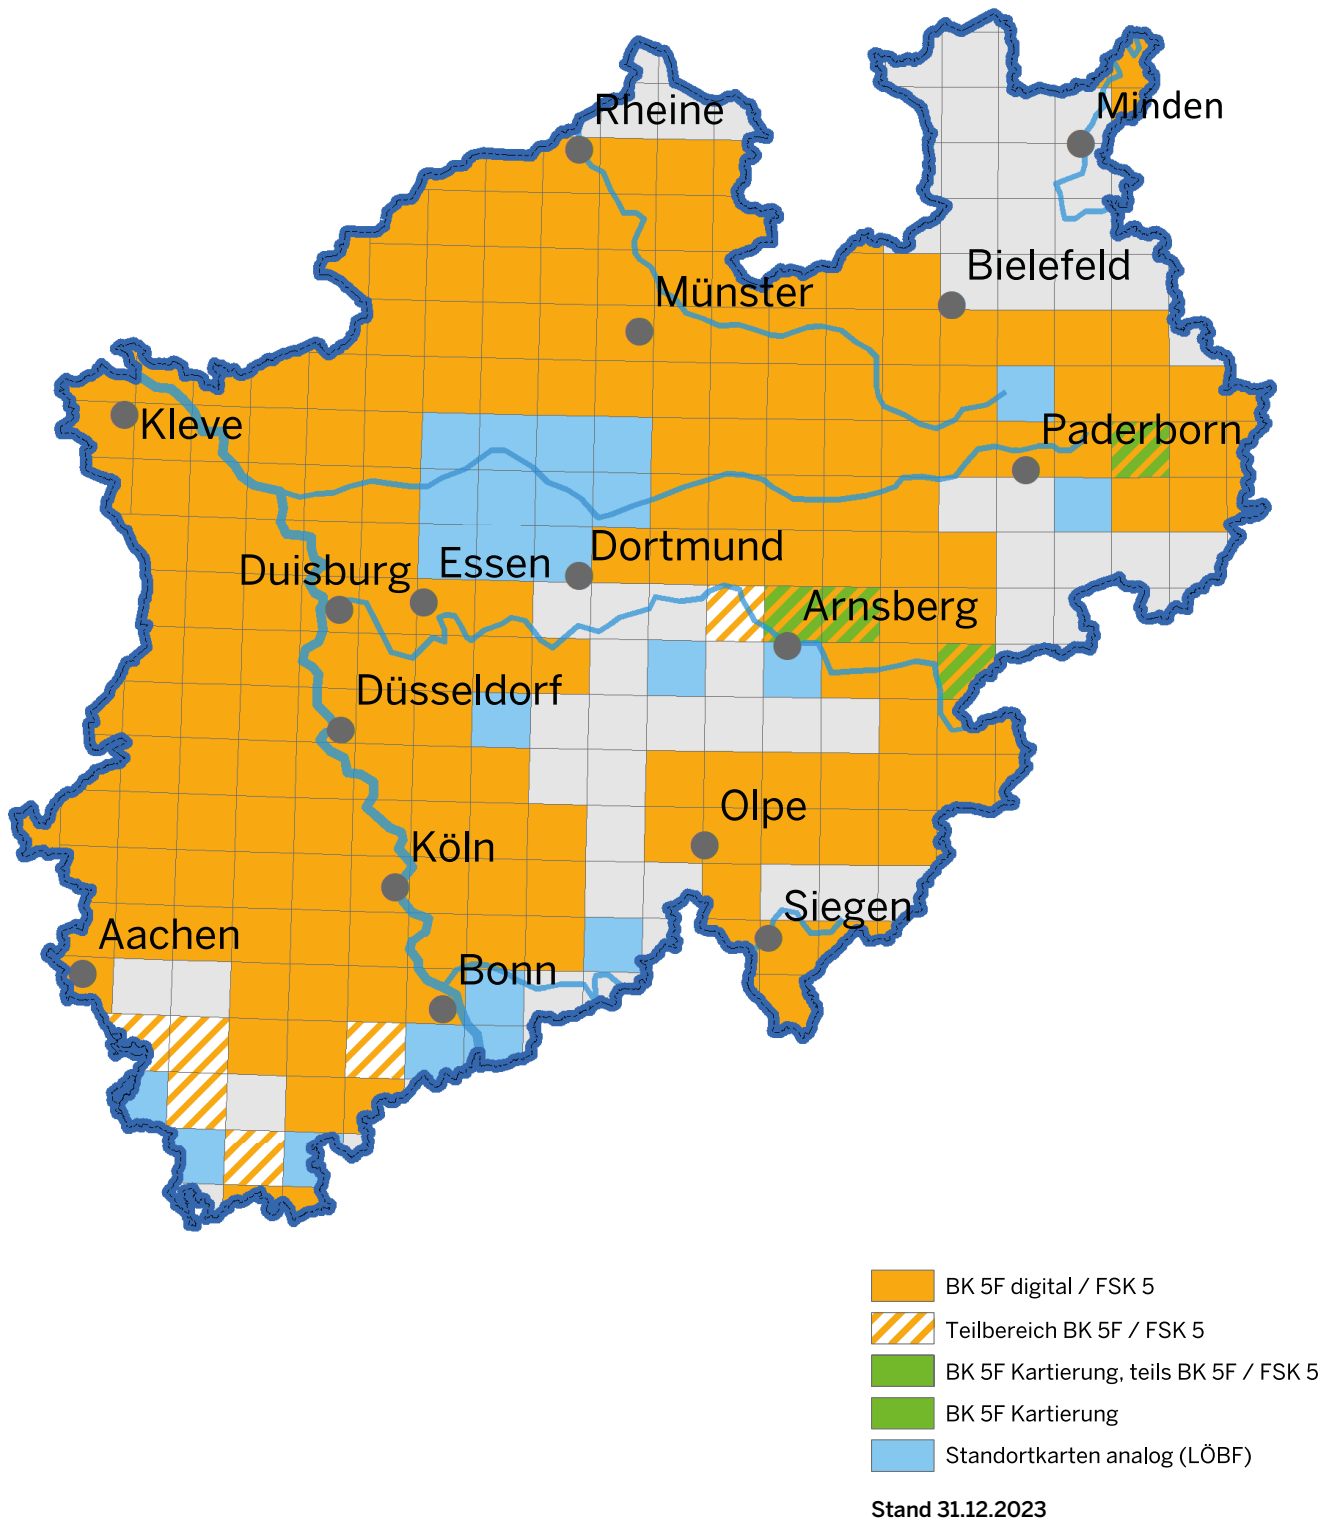 Rheine
Minden
Bielefeld
Münster
Kleve
Paderborn
Dortmund
Essen
Duisburg
Arnsberg
Düsseldorf
Olpe
Köln
Siegen
Aachen
Bonn
BK 5F digital / FSK 5
Teilbereich BK 5F / FSK 5
BK 5F Kartierung, teils BK 5F / FSK 5
BK 5F Kartierung
Standortkarten analog (LÖBF)
Stand 31.12.2023